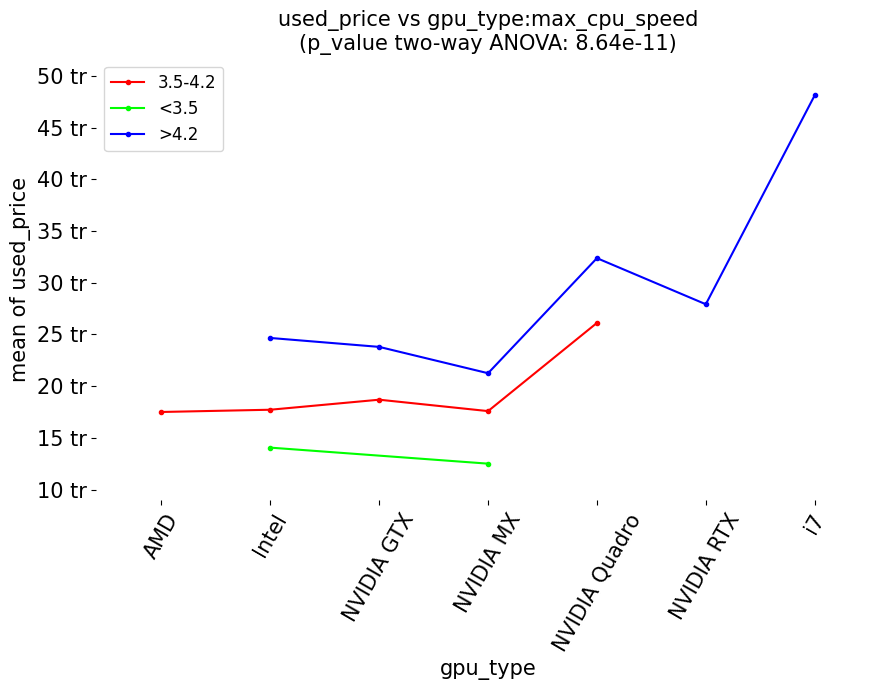 used_price vs gpu_type:max_cpu_speed
(p_value two-way ANOVA: 8.64e-11)
3.5-4.2
<3.5
>4.2
mean of used_price
50 tr
45 tr
40 tr
35 tr
30 tr
25 tr
20 tr
15 tr
10 tr
AMD
Intel
NVIDIA GTX
NVIDIA MX
NVIDIA Quadro
NVIDIA RTX
i7
gpu_type